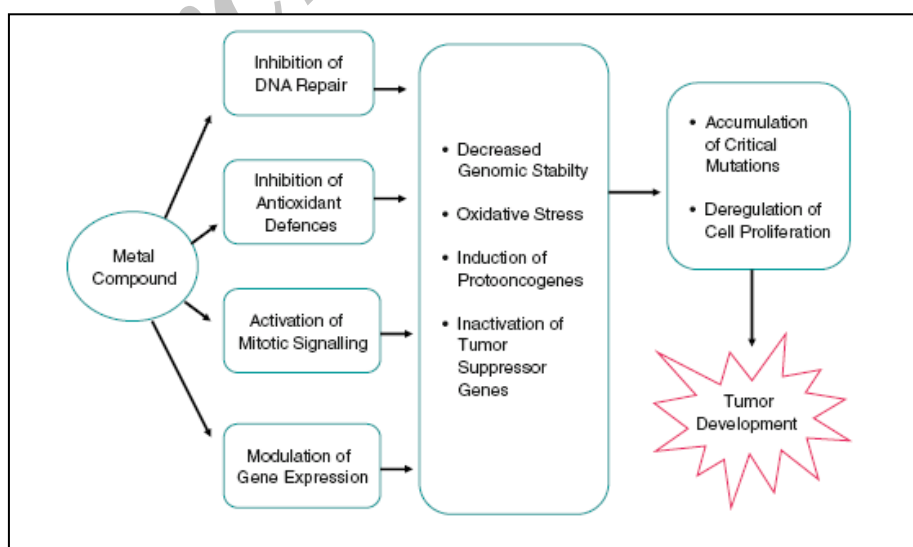 Metal
Compound
Inhibition of
DNA Repair
Inhibition of
Antioxidant
Defences
Activation of
Mitotic Signalling
Modulation of
Gene Expression
• Decreased
Genomic Stabilty
• Oxidative Stress
• Induction of
Protooncogenes
• Inactivation of
Tumor
Suppressor
Genes
• Accumulation
of Critical
Mutations
• Deregulation of
Cell Proliferation
Tumor
Development